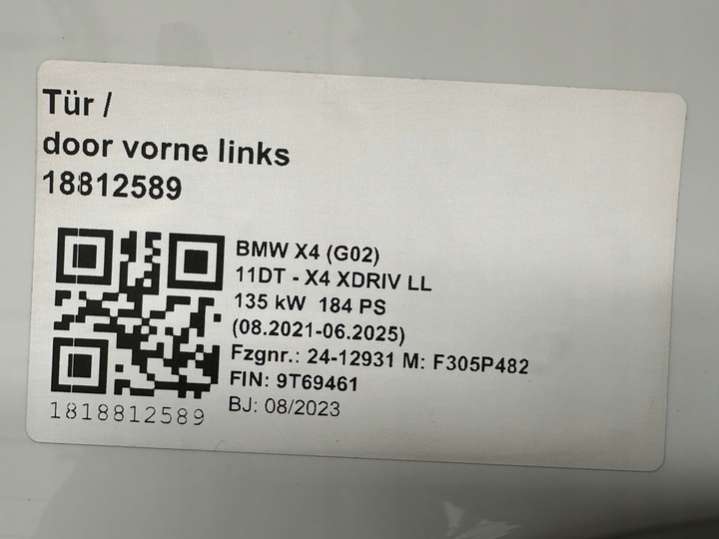 Tür /
door vorne links
18812589
BMW X4 (G02)
11DT - X4 XDRIV LL
135 kW 184 PS
(08.2021-06.2025)
Fzgnr.: 24-12931 M: F305P482
FIN: 9T69461
BJ: 08/2023
1818812589